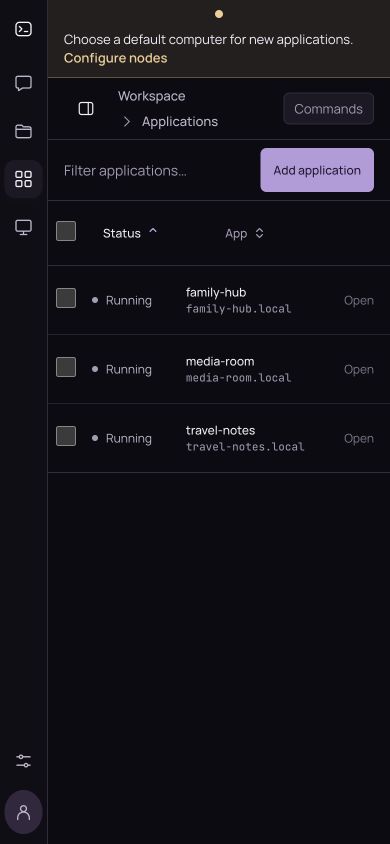 Choose a default computer for new applications.
Configure nodes
Workspace
Applications
Commands
Filter applications...
Add application
Status
App
Running
family-hub
family-hub.local
Open
Running
media-room
media-room.local
Open
Running
travel-notes
travel-notes.local
Open